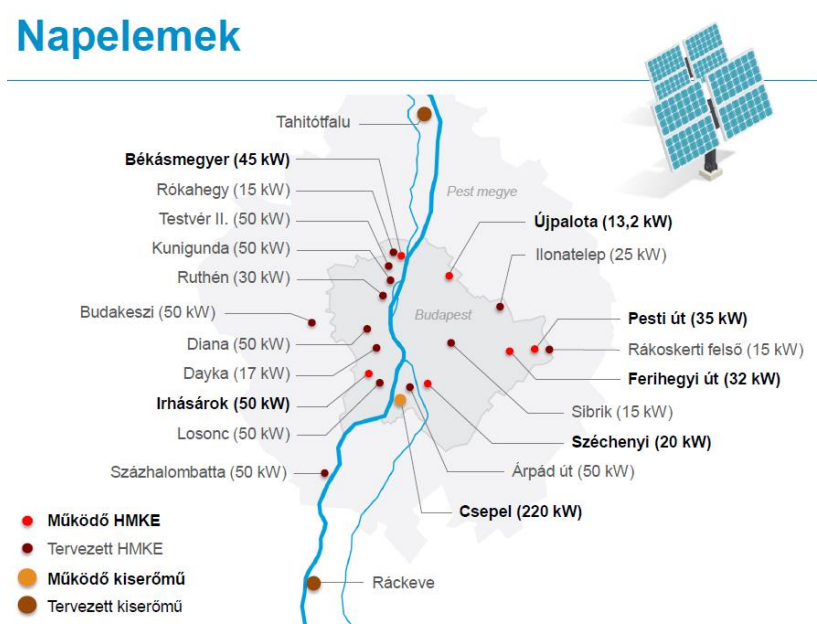 Napelemek
Tahitótfalu
Békásmegyer (45 kW)
Rókahegy (15 kW)
Testvér II. (50 kW)
Kunigunda (50 kW)
Ruthén (30 kW)
Budakeszi (50 kW)
Diana (50 kW)
Dayka (17 kW)
Irhásárok (50 kW)
Losonc (50 kW)
Százhalombatta (50 kW)
Pest megye
Budapest
Újpalota (13,2 kW)
Ilonatelep (25 kW)
Pesti út (35 kW)
Rákoskerti felső (15 kW)
Ferihegyi út (32 kW)
Sibrik (15 kW)
Széchenyi (20 kW)
Árpád út (50 kW)
Csepel (220 kW)
Ráckeve
Működő HMKE
Tervezett HMKE
Működő kiserőmű
Tervezett kiserőmű